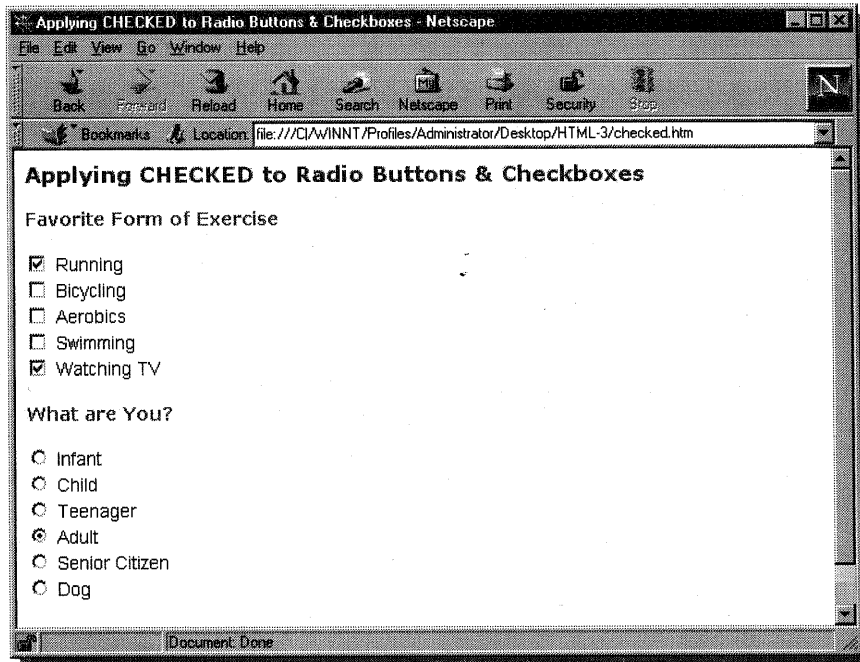 Applying CHECKED to Radio Buttons & Checkboxes - Netscape
File Edit View Go Window Help
Back Forward Reload Home Search Netscape Print Security Stop
N
Bookmarks Location: file:///C|/WINNT/Profiles/Administrator/Desktop/HTML-3/checked.htm
Applying CHECKED to Radio Buttons & Checkboxes
Favorite Form of Exercise
Running
Bicycling
Aerobics
Swimming
Watching TV
What are You?
Infant
Child
Teenager
Adult
Senior Citizen
Dog
Document: Done